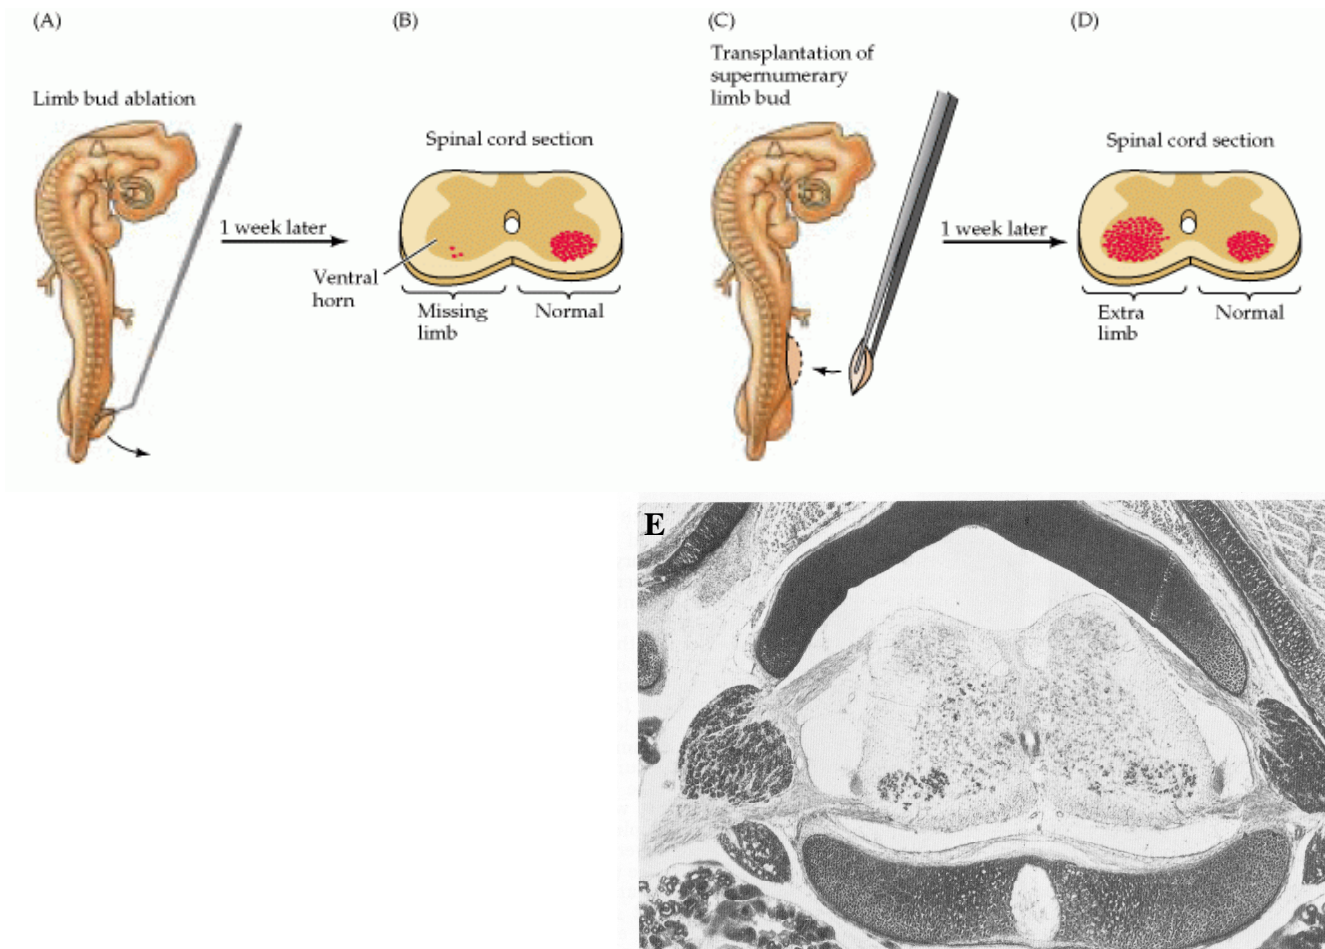 (A)
Limb bud ablation
1 week later
(B)
Spinal cord section
Ventral
horn
Missing
limb
Normal
(C)
Transplantation of
supernumerary
limb bud
1 week later
(D)
Spinal cord section
Extra
limb
Normal
E